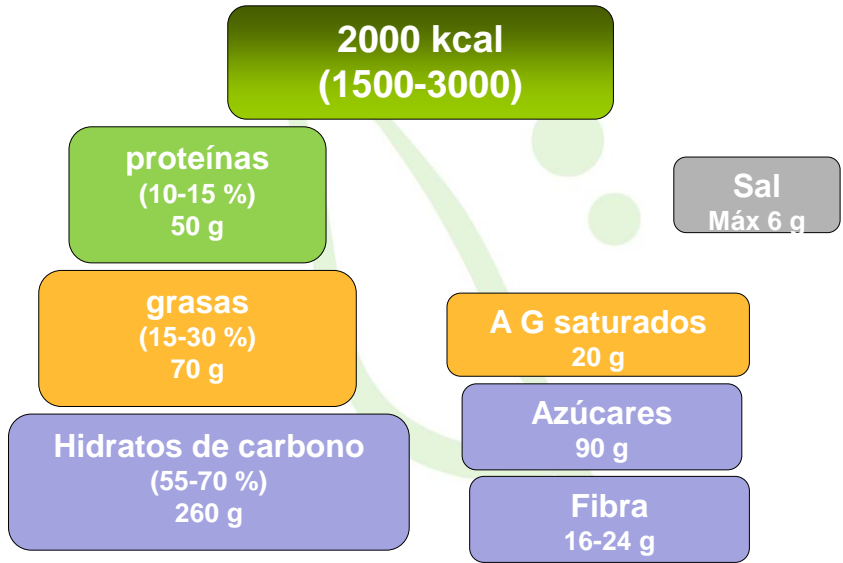 2000 kcal
(1500-3000)
proteínas
(10-15 %)
50 g
Sal
Máx 6 g
grasas
(15-30 %)
70 g
A G saturados
20 g
Hidratos de carbono
(55-70 %)
260 g
Azúcares
90 g
Fibra
16-24 g